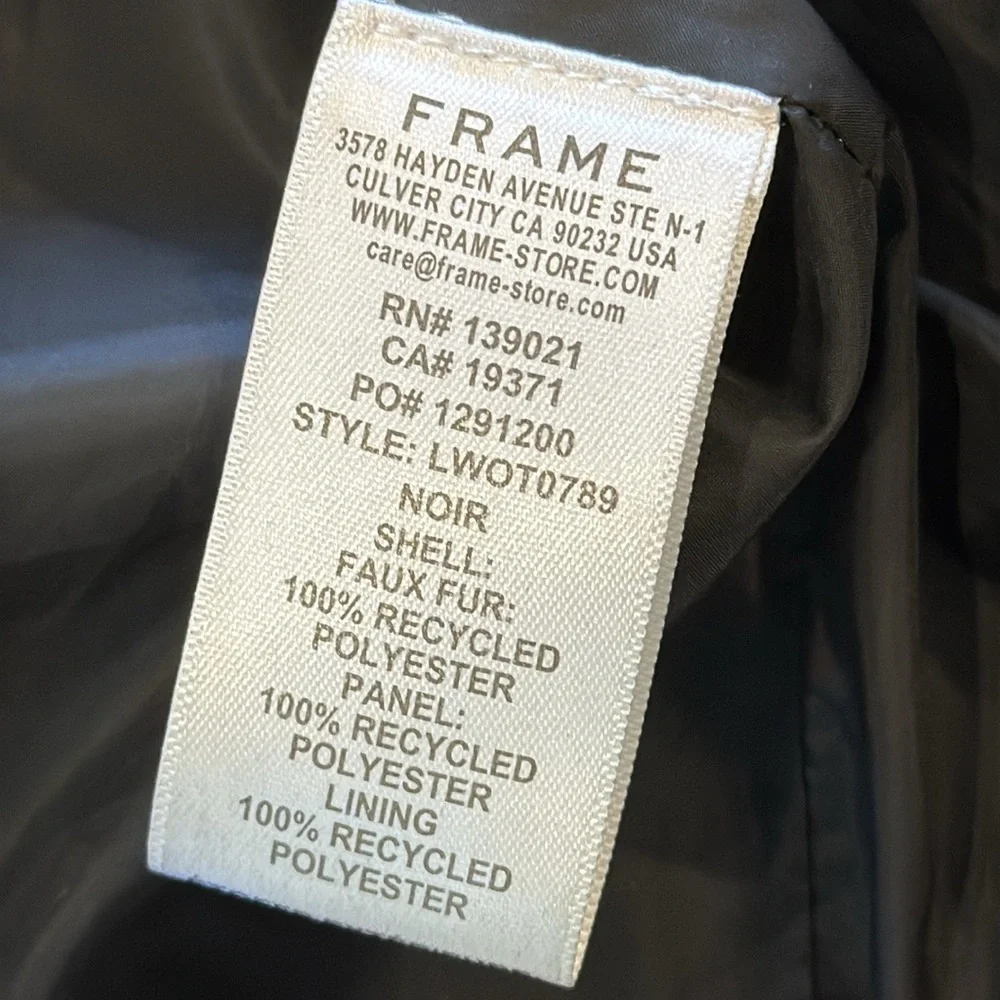 FRAME
3578 HAYDEN AVENUE STE N-1
CULVER CITY CA 90232 USA
WWW.FRAME-STORE.COM
care@frame-store.com
RN# 139021
CA# 19371
PO# 1291200
STYLE: LWOT0789
NOIR
SHELL:
FAUX FUR:
100% RECYCLED
POLYESTER
PANEL:
100% RECYCLED
POLYESTER
LINING
100% RECYCLED
POLYESTER